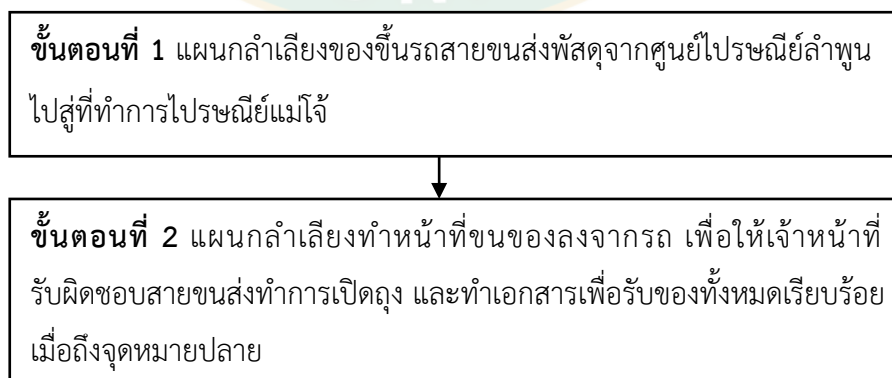 ขั้นตอนที่ 1 แผนกลำเลียงของขึ้นรถสายขนส่งพัสดุจากศูนย์ไปรษณีย์ลำพูน
ไปสู่ที่ทำการไปรษณีย์แม่โจ้
ขั้นตอนที่ 2 แผนกลำเลียงทำหน้าที่ขนของลงจากรถ เพื่อให้เจ้าหน้าที่
รับผิดชอบสายขนส่งทำการเปิดถุง และทำเอกสารเพื่อรับของทั้งหมดเรียบร้อย
เมื่อถึงจุดหมายปลาย